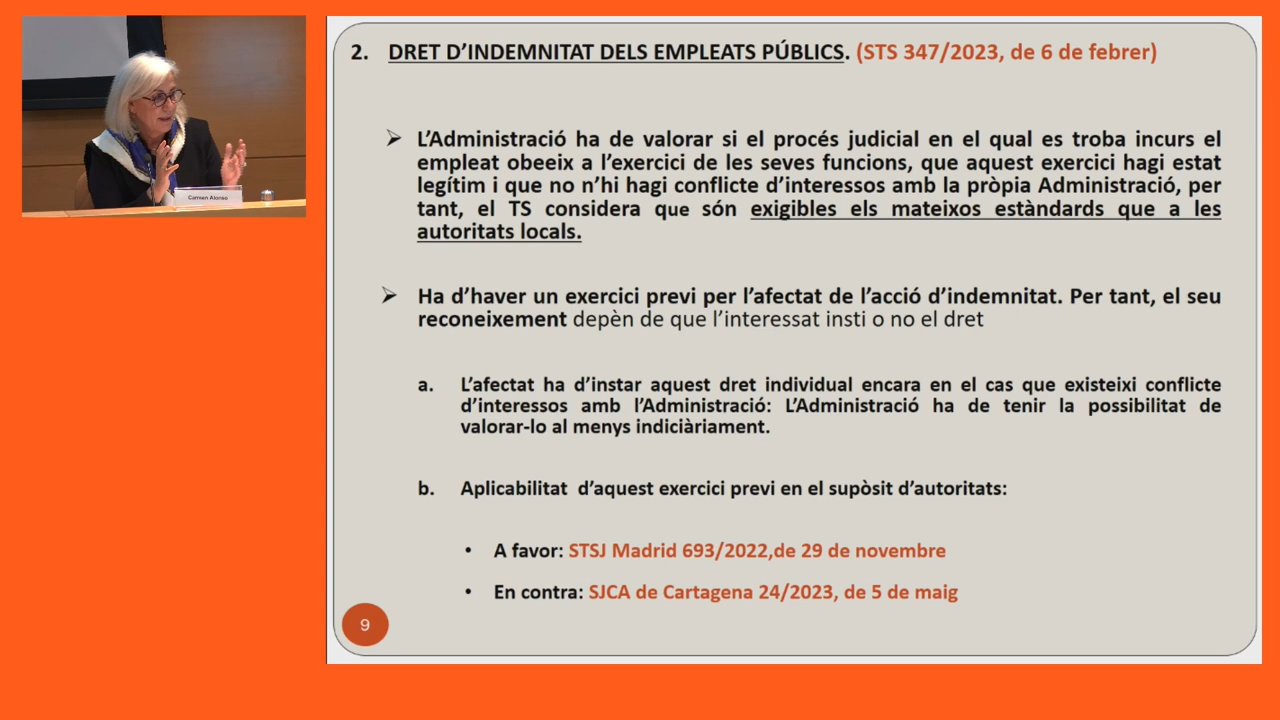 2. DRET D'INDEMNITAT DELS EMPLEATS PÚBLICS. (STS 347/2023, de 6 de febrer)
➢ L'Administració ha de valorar si el procés judicial en el qual es troba incurs el
empleat obeeix a l'exercici de les seves funcions, que aquest exercici hagi estat
legítim i que no n'hi hagi conflicte d'interessos amb la pròpia Administració, per
tant, el TS considera que són exigibles els mateixos estàndards que a les
autoritats locals.
➢ Ha d'haver un exercici previ per l'afectat de l'acció d'indemnitat. Per tant, el seu
reconeixement depèn de que l'interessat insti o no el dret
a. L'afectat ha d'instar aquest dret individual encara en el cas que existeixi conflicte
d'interessos amb l'Administració: L'Administració ha de tenir la possibilitat de
valorar-lo al menys indiciàriament.
b. Aplicabilitat d'aquest exercici previ en el supòsit d'autoritats:
• A favor: STSJ Madrid 693/2022,de 29 de novembre
• En contra: SJCA de Cartagena 24/2023, de 5 de maig
9
Carmen Alonso